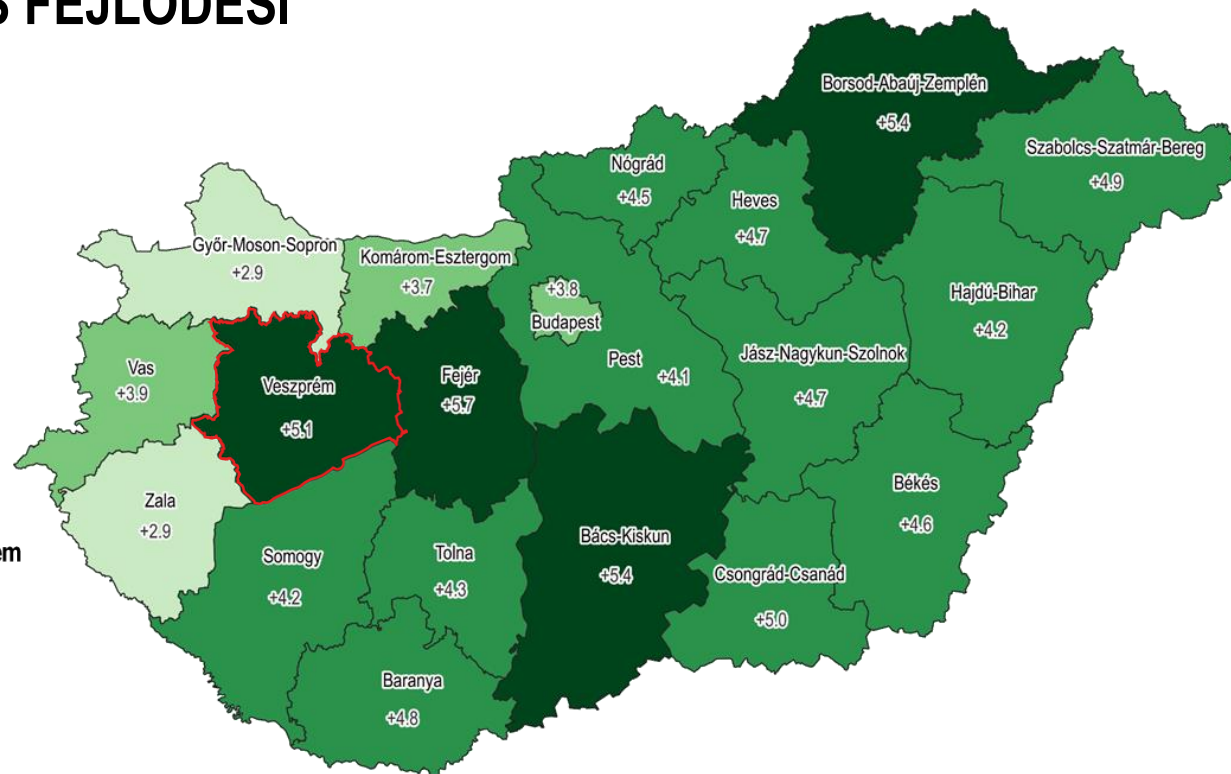 S FEJLŐDÉSI
Borsod-Abaúj-Zemplén
+5.4
Szabolcs-Szatmár-Bereg
+4.9
Nógrád
+4.5
Heves
+4.7
Győr-Moson-Sopron
+2.9
Komárom-Esztergom
+3.7
+3.8
Budapest
Hajdú-Bihar
+4.2
Vas
+3.9
Veszprém
+5.1
Fejér
+5.7
Pest
+4.1
Jász-Nagykun-Szolnok
+4.7
Zala
+2.9
em
Somogy
+4.2
Tolna
+4.3
Bács-Kiskun
+5.4
Csongrád-Csanád
+5.0
Békés
+4.6
Baranya
+4.8